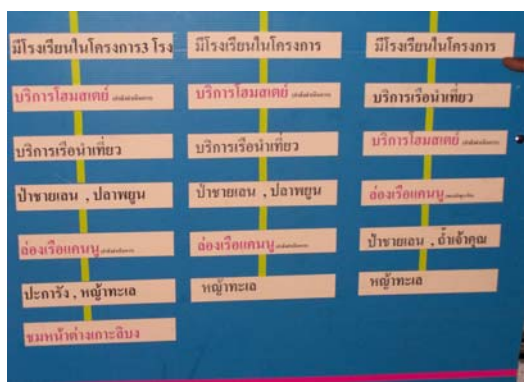 มีโรงเรียนในโครงการ3 โรง
บริการโฮมสเตย์
บริการเรือนำเที่ยว
ป่าชายเลน , ปลาพยูน
ล่องเรือแคนนู
ปะการัง , หญ้าทะเล
ชมหน้าต่างเกาะลิบง
มีโรงเรียนในโครงการ
บริการโฮมสเตย์
บริการเรือนำเที่ยว
ป่าชายเลน , ปลาพยูน
ล่องเรือแคนนู
หญ้าทะเล
มีโรงเรียนในโครงการ
บริการเรือนำเที่ยว
บริการโฮมสเตย์
ล่องเรือแคนนู
ป่าชายเลน , ถ้ำเจ้าคุณ
หญ้าทะเล